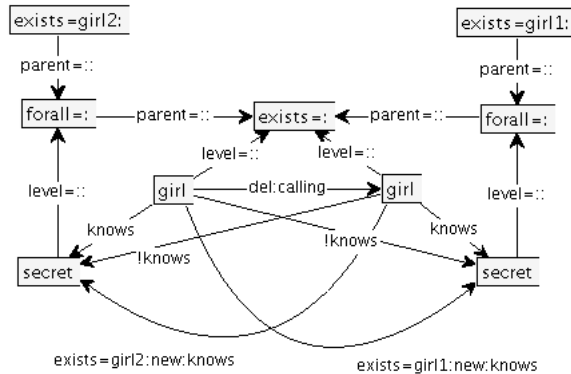 exists=girl2:
exists=girl1:
parent=::
parent=::
forall=:
parent=::
exists=:
parent=::
forall=:
level=::
level=::
level=::
level=::
girl
del:calling
girl
knows
knows
!knows
!knows
secret
secret
exists=girl2:new:knows
exists=girl1:new:knows